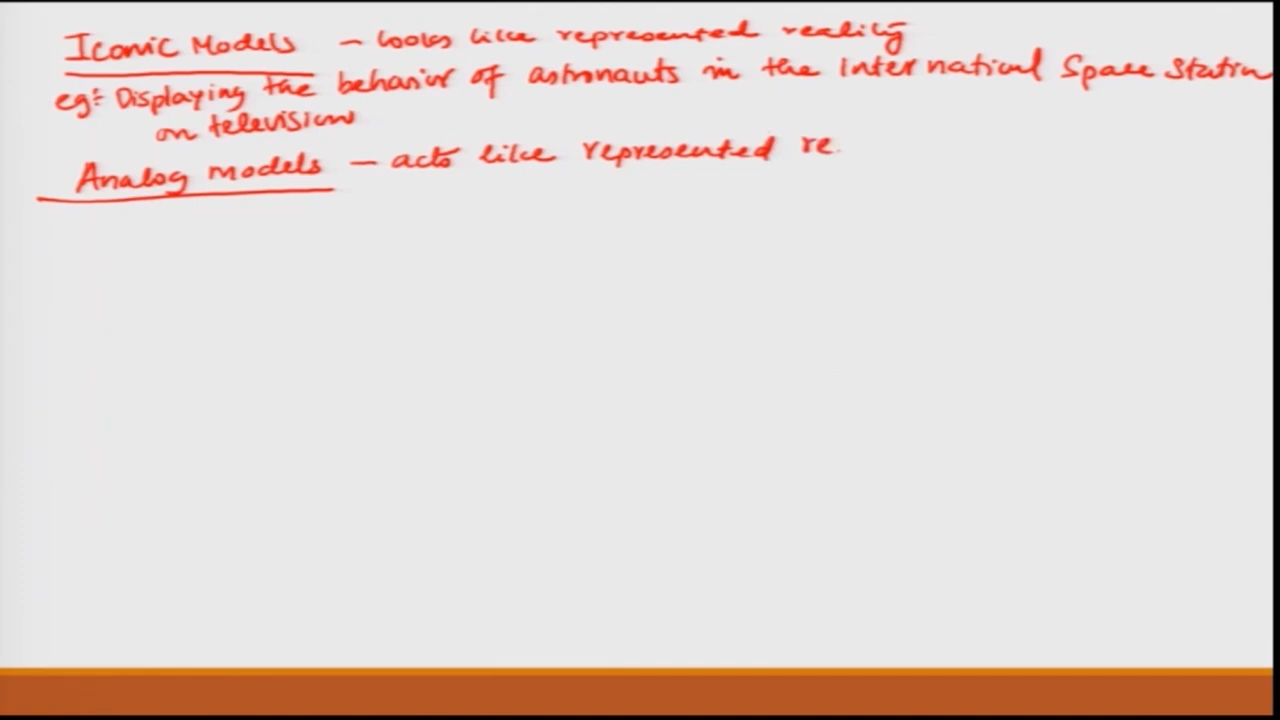 Iconic Models - looks like represented reality
eg:- Displaying the behavior of astronauts in the International Space Station
on television
Analog models - acts like represented re